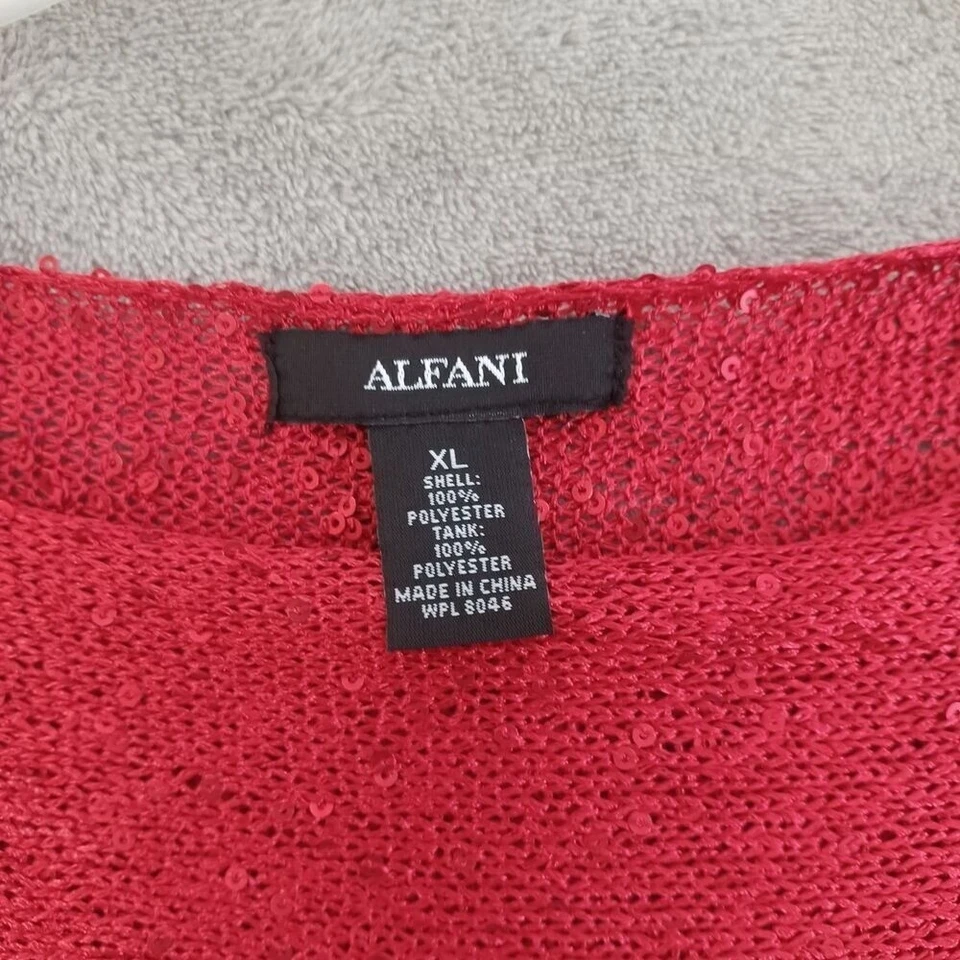 ALFANI
XL
SHELL:
100%
POLYESTER
TANK:
100%
POLYESTER
MADE IN CHINA
WPL 8046